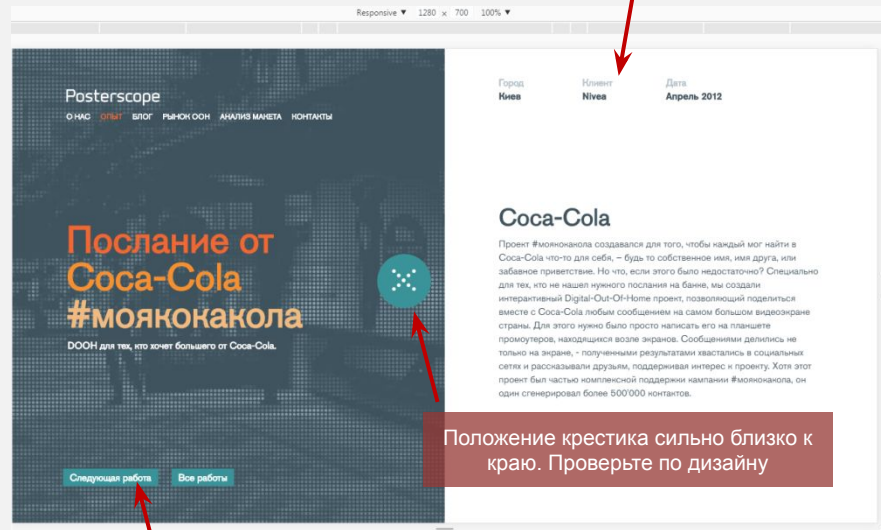 Responsive ▼ 1280 x 700 100% ▼
Posterscope
О НАС ОПЫТ БЛОГ РЫНОК ООН АНАЛИЗ МАКЕТА КОНТАКТЫ
Город Клиент Дата
Киев Nivea Апрель 2012
Послание от
Coca-Cola
#моякокакола
DOOH для тех, кто хочет большего от Coca-Cola.
Следующая работа Все работы
Coca-Cola
Проект #моякокакола создавался для того, чтобы каждый мог найти в
Coca-Cola что-то для себя, – будь то собственное имя, имя друга, или
забавное приветствие. Но что, если этого было недостаточно? Специально
для тех, кто не нашел нужного послания на банке, мы создали
интерактивный Digital-Out-Of-Home проект, позволяющий поделиться
вместе с Coca-Cola любым сообщением на самом большом видеоэкране
страны. Для этого нужно было просто написать его на планшете
промоутеров, находящихся возле экранов. Сообщениями делились не
только на экране, - полученными результатами хвастались в социальных
сетях и рассказывали друзьям, поддерживая интерес к проекту. Хотя этот
проект был частью комплексной поддержки кампании #моякокакола, он
один сгенерировал более 500'000 контактов.
Положение крестика сильно близко к
краю. Проверьте по дизайну